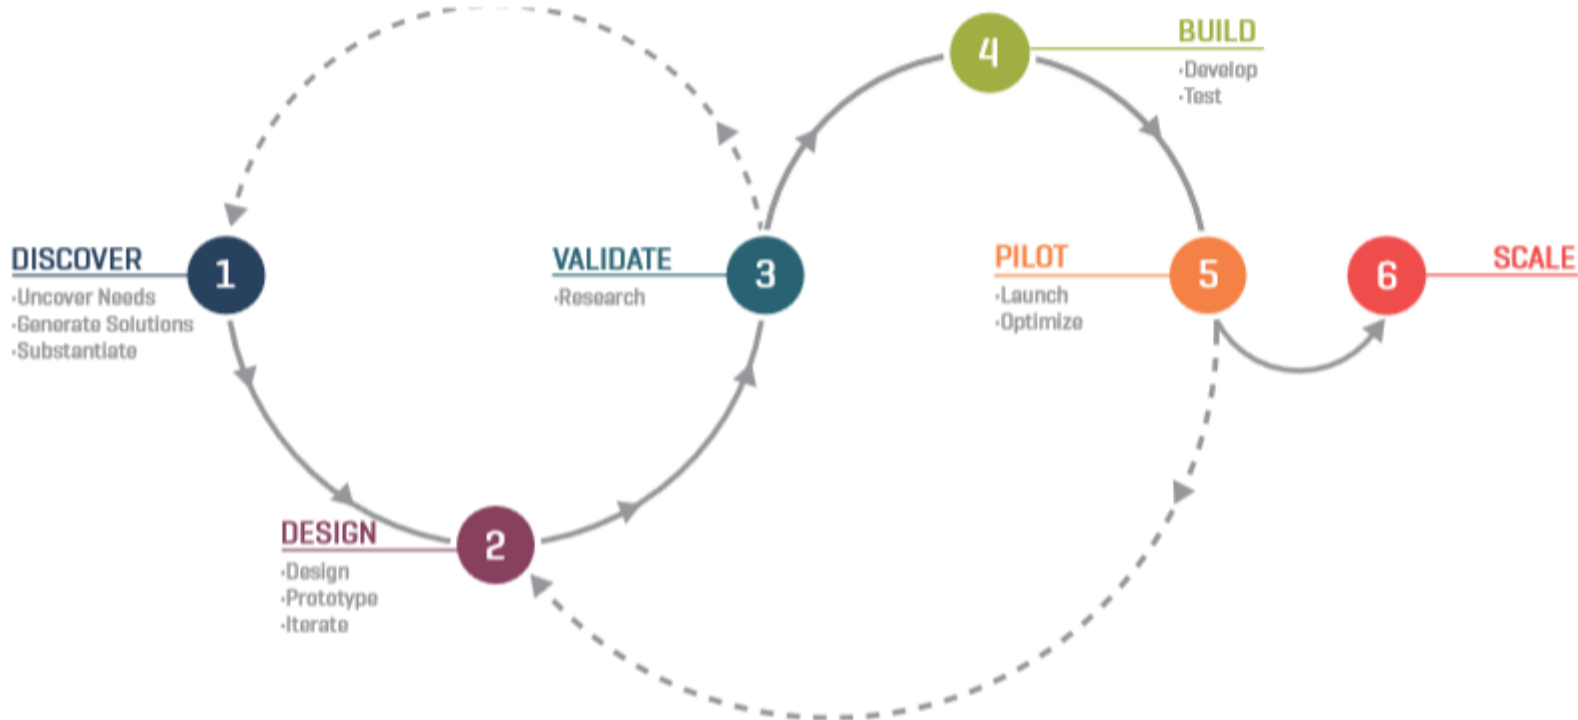 1
DISCOVER
·Uncover Needs
·Generate Solutions
·Substantiate
2
DESIGN
·Design
·Prototype
·Iterate
3
VALIDATE
·Research
4
BUILD
·Develop
·Test
5
PILOT
·Launch
·Optimize
6
SCALE